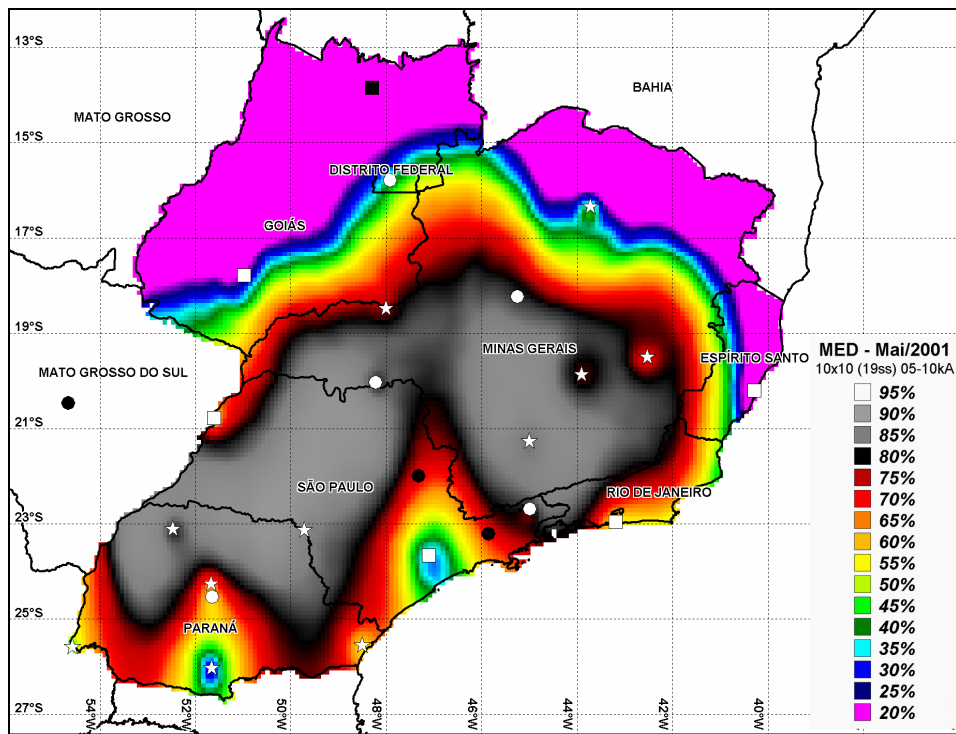 13°S
BAHIA
MATO GROSSO
15°S
DISTRITO FEDERAL
GOIÁS
17°S
19°S
MINAS GERAIS
ESPÍRITO SANTO
MATO GROSSO DO SUL
21°S
SÃO PAULO
RIO DE JANEIRO
23°S
25°S
PARANÁ
27°S
54°W
52°W
50°W
48°W
46°W
44°W
42°W
40°W
MED - Mai/2001
10x10 (19ss) 05-10kA
95%
90%
85%
80%
75%
70%
65%
60%
55%
50%
45%
40%
35%
30%
25%
20%